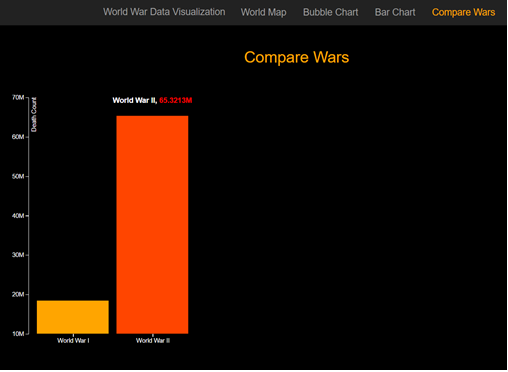 World War Data Visualization World Map Bubble Chart Bar Chart Compare Wars
Compare Wars
World War II, 65.3213M
Death Count
70M
60M
50M
40M
30M
20M
10M
World War I World War II